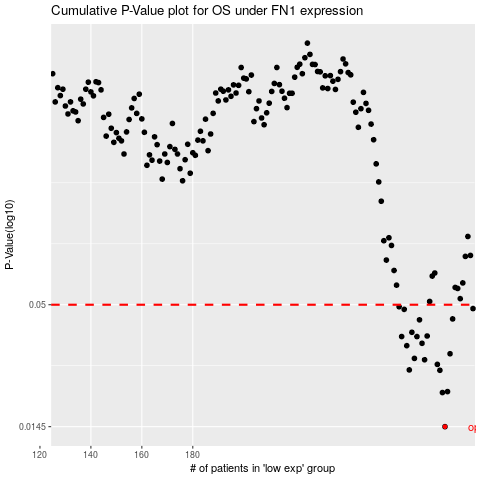 Cumulative P-Value plot for OS under FN1 expression
P-Value(log10)
0.05
0.0145
op
120 140 160 180
# of patients in 'low exp' group